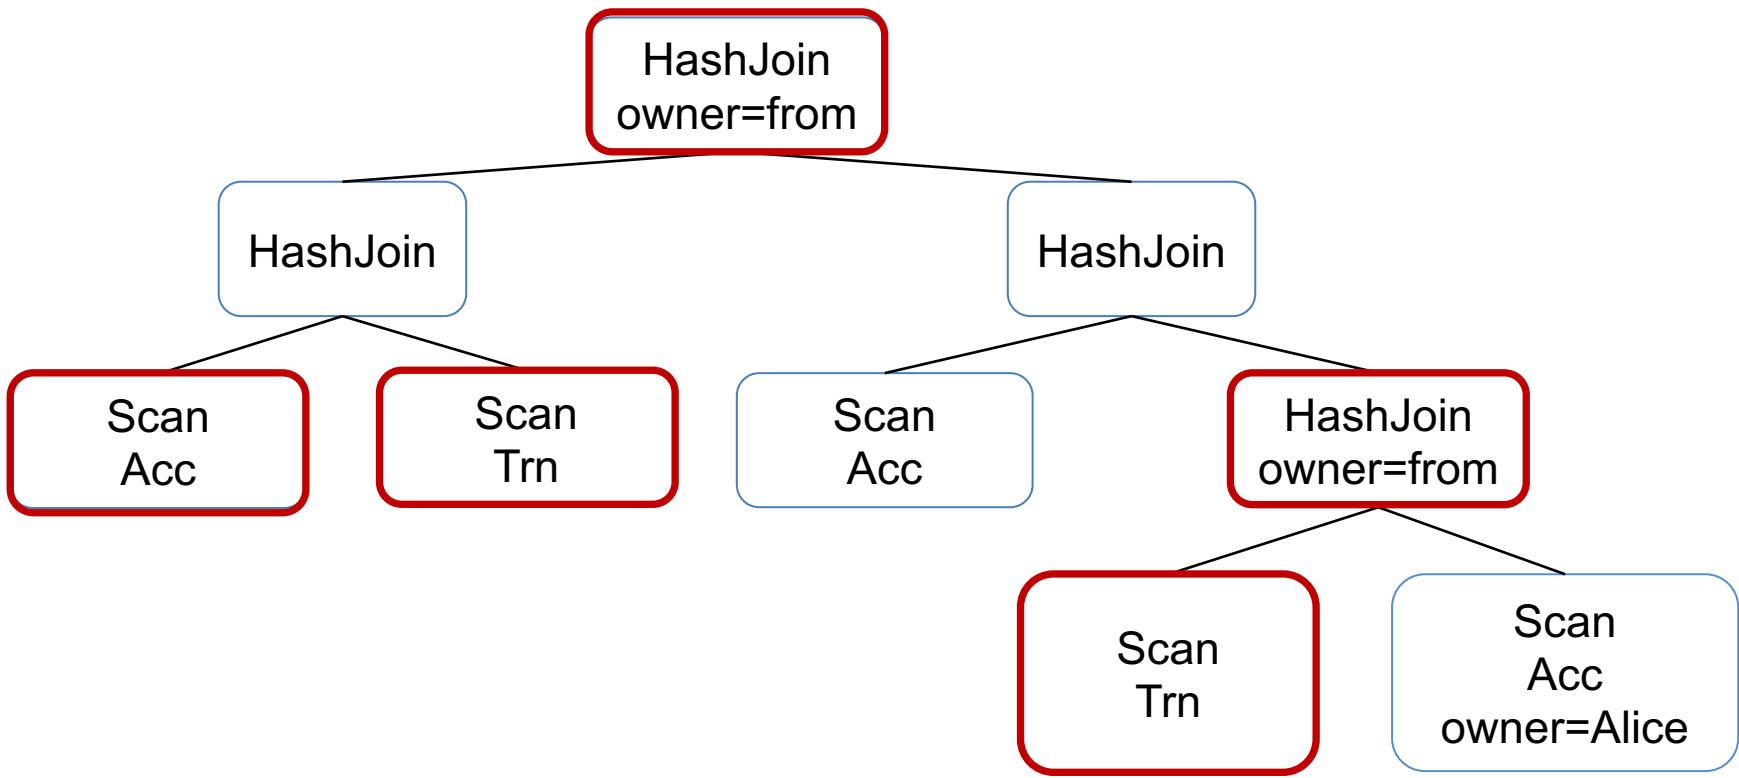 HashJoin
owner=from
HashJoin
HashJoin
Scan
Acc
Scan
Trn
Scan
Acc
HashJoin
owner=from
Scan
Trn
Scan
Acc
owner=Alice